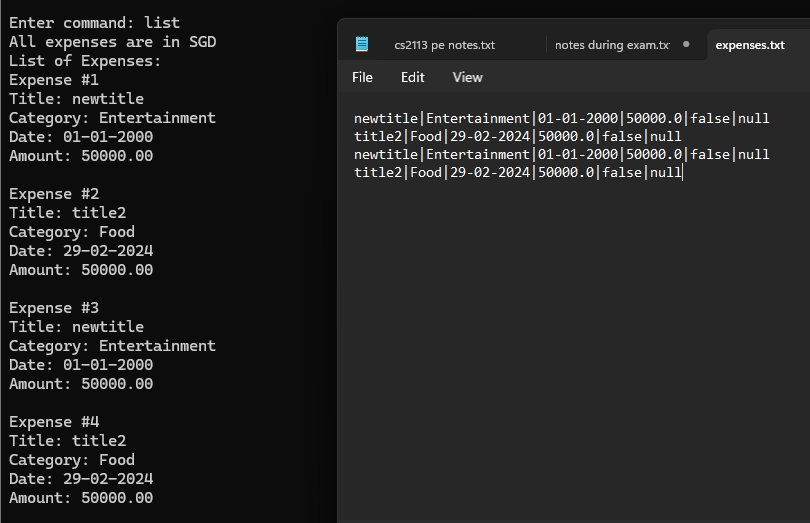 Enter command: list
All expenses are in SGD
List of Expenses:
Expense #1
Title: newtitle
Category: Entertainment
Date: 01-01-2000
Amount: 50000.00
Expense #2
Title: title2
Category: Food
Date: 29-02-2024
Amount: 50000.00
Expense #3
Title: newtitle
Category: Entertainment
Date: 01-01-2000
Amount: 50000.00
Expense #4
Title: title2
Category: Food
Date: 29-02-2024
Amount: 50000.00
cs2113 pe notes.txt
notes during exam.tx
expenses.txt
File Edit View
newtitle|Entertainment|01-01-2000|50000.0|false|null
title2|Food|29-02-2024|50000.0|false|null
newtitle|Entertainment|01-01-2000|50000.0|false|null
title2|Food|29-02-2024|50000.0|false|null